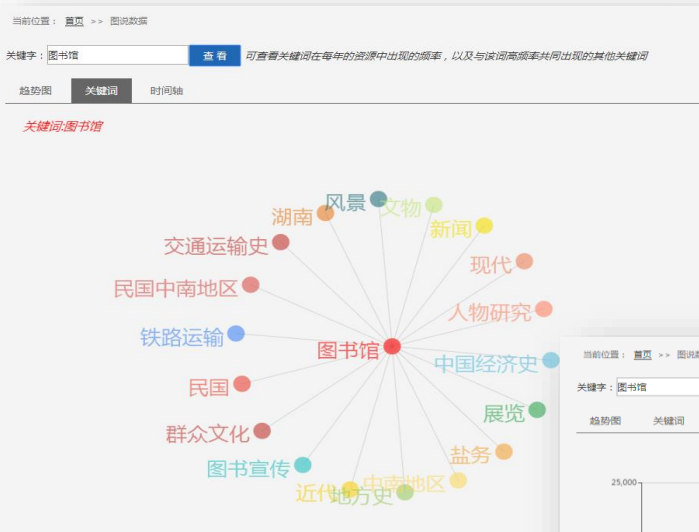 当前位置： 首页 >> 图说数据
关键字：图书馆 查看 可查看关键词在每年的资源中出现的频率，以及与该词高频率共同出现的其他关键词
趋势图 关键词 时间轴
关键词:图书馆
风景
文物
湖南
新闻
交通运输史
现代
民国中南地区
人物研究
铁路运输
图书馆
中国经济史
民国
展览
群众文化
盐务
图书宣传
近代
地方史
中南地区
当前位置： 首页 >> 图说数
关键字：图书馆
趋势图 关键词
25,000